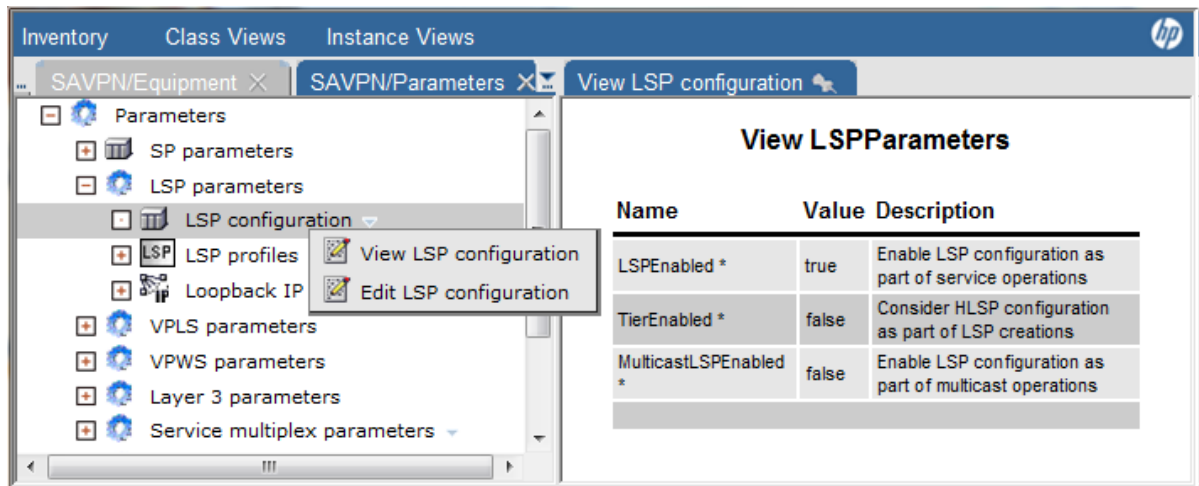 Inventory Class Views Instance Views
hp
... SAVPN/Equipment SAVPN/Parameters View LSP configuration
Parameters
SP parameters
LSP parameters
LSP configuration
LSP LSP profiles
IP Loopback IP
VPLS parameters
VPWS parameters
Layer 3 parameters
Service multiplex parameters
View LSP configuration
Edit LSP configuration
View LSPParameters
Name Value Description
LSPEnabled * true Enable LSP configuration as
part of service operations
TierEnabled * false Consider HLSP configuration
as part of LSP creations
MulticastLSPEnabled
* false Enable LSP configuration as
part of multicast operations